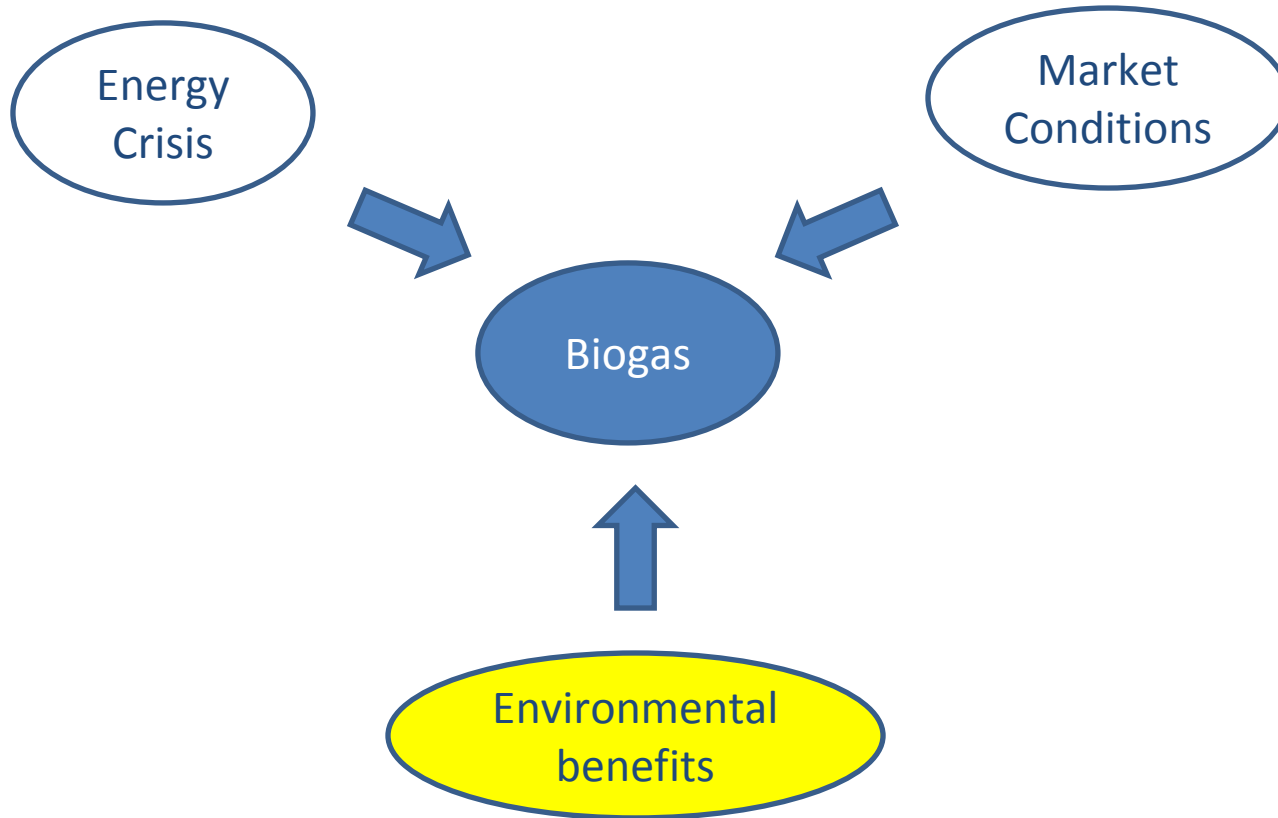 Energy
Crisis
Market
Conditions
Biogas
Environmental
benefits